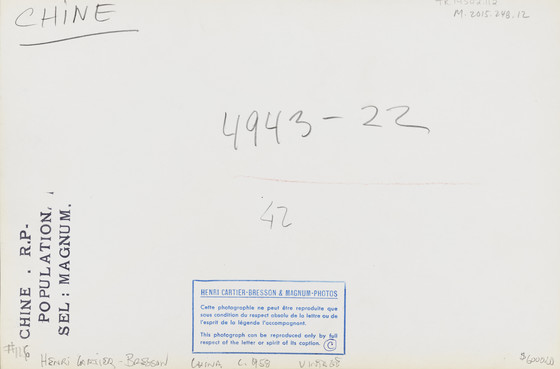 CHINE
M-2015.248.12
4943-22
42
CHINE . R.P-
POPULATION.
SEL: MAGNUM.
HENRI CARTIER-BRESSON & MAGNUM-PHOTOS
Cette photographie ne peut être reproduite que
sous condition du respect absolu de la lettre ou de
l'esprit de la légende l'accompagnant.
This photograph can be reproduced only by full
respect of the letter or spirit of its caption. ©
#116
HENRI CARTIER-BRESSON CHINA C. 1958